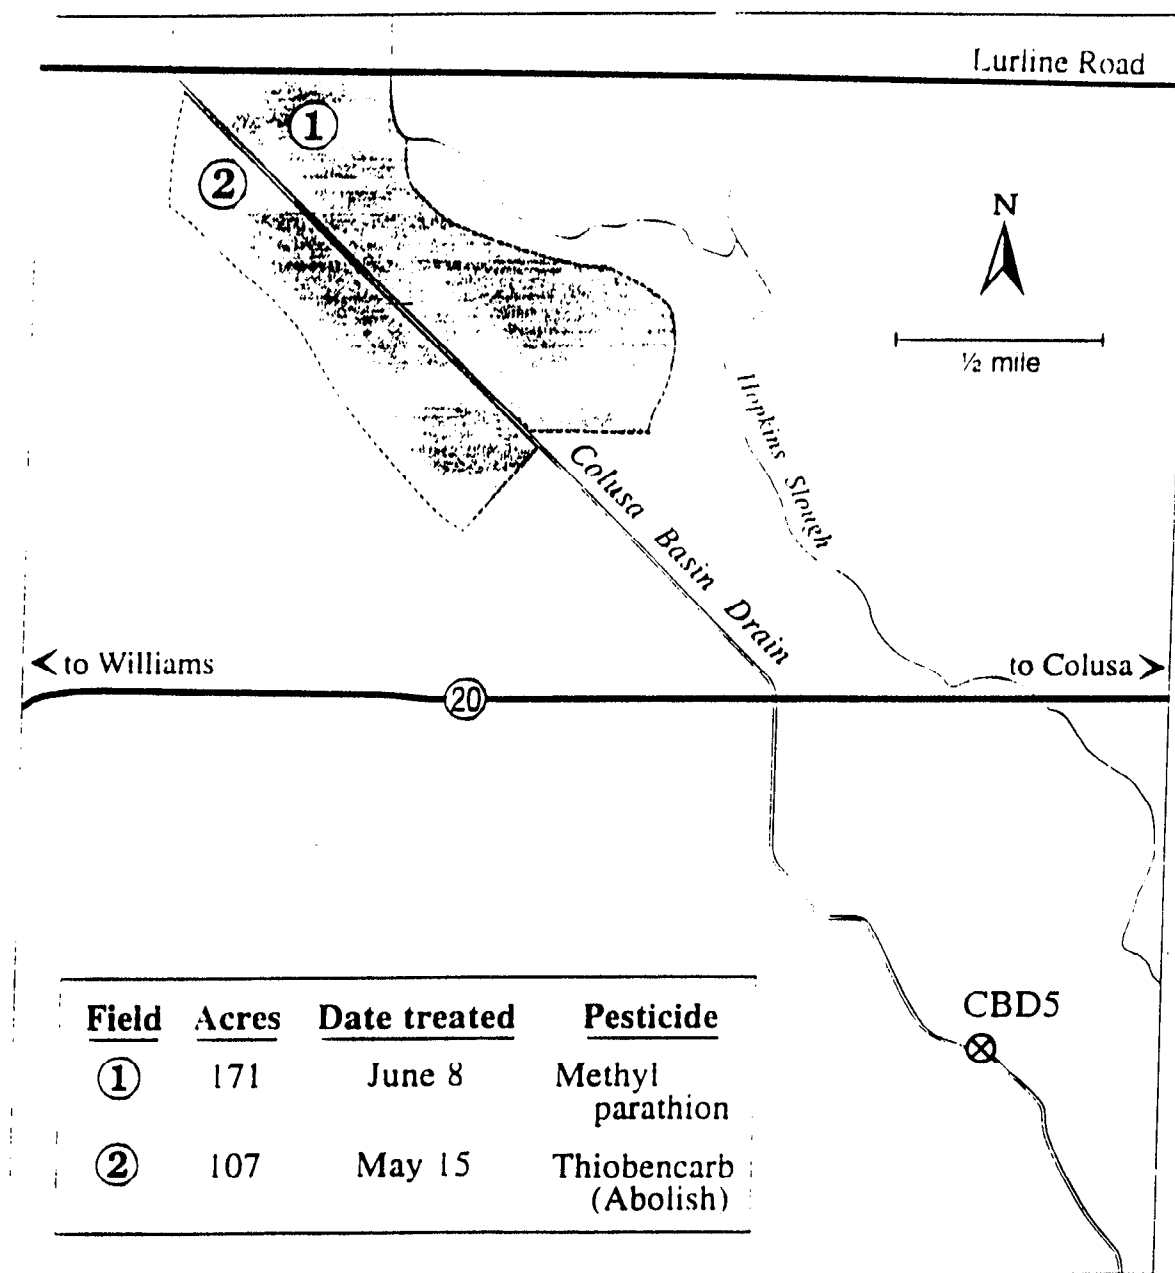 Lurline Road
1
2
N
½ mile
Hopkins Slough
Colusa Basin Drain
to Williams
to Colusa
20
CBD5
Field Acres Date treated Pesticide
1 171 June 8 Methyl
parathion
2 107 May 15 Thiobencarb
(Abolish)